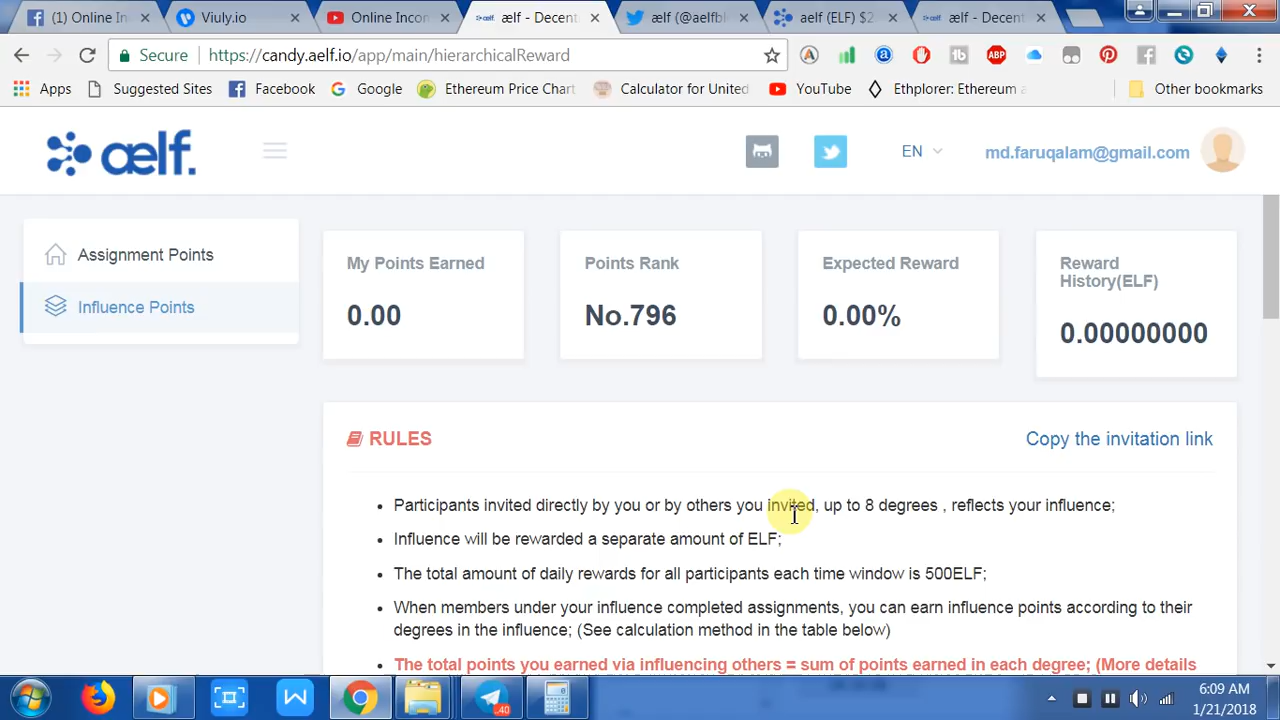 (1) Online In
Viuly.io
Online Incor
ælf - Decent
ælf (@aelfbl
aelf (ELF) $2
ælf - Decent
Secure
https://candy.aelf.io/app/main/hierarchicalReward
Apps
Suggested Sites
Facebook
Google
Ethereum Price Chart
Calculator for United
YouTube
Ethplorer: Ethereum a
Other bookmarks
ælf.
EN
md.faruqalam@gmail.com
Assignment Points
Influence Points
My Points Earned
0.00
Points Rank
No.796
Expected Reward
0.00%
Reward
History(ELF)
0.00000000
RULES
Copy the invitation link
Participants invited directly by you or by others you invited, up to 8 degrees , reflects your influence;
Influence will be rewarded a separate amount of ELF;
The total amount of daily rewards for all participants each time window is 500ELF;
When members under your influence completed assignments, you can earn influence points according to their
degrees in the influence; (See calculation method in the table below)
The total points you earned via influencing others = sum of points earned in each degree; (More details
.40
6:09 AM
1/21/2018